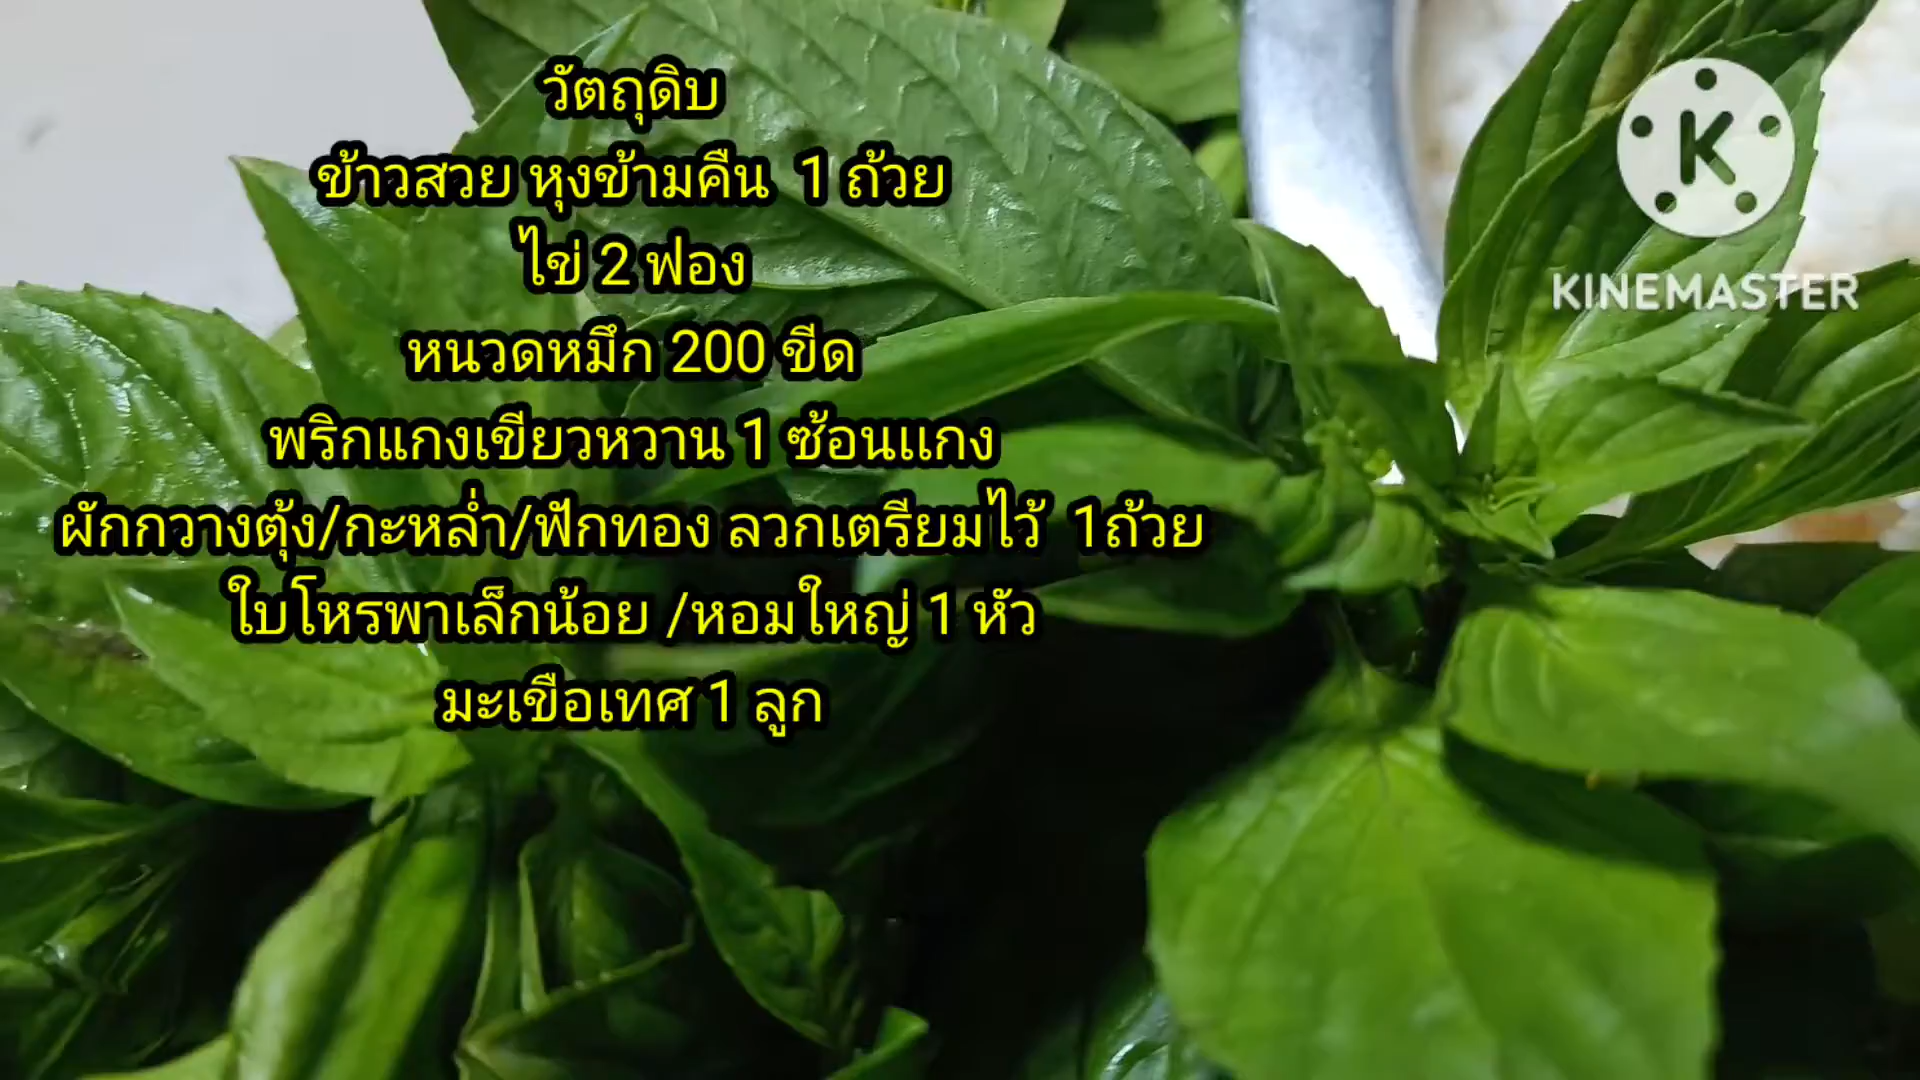 วัตถุดิบ
ข้าวสวย หุงข้ามคืน 1 ถ้วย
ไข่ 2 ฟอง
หนวดหมึก 200 ขีด
พริกแกงเขียวหวาน 1 ช้อนแกง
ผักกวางตุ้ง/กะหล่ำ/ฟักทอง ลวกเตรียมไว้ 1ถ้วย
ใบโหรพาเล็กน้อย /หอมใหญ่ 1 หัว
มะเขือเทศ 1 ลูก
K
KINEMASTER